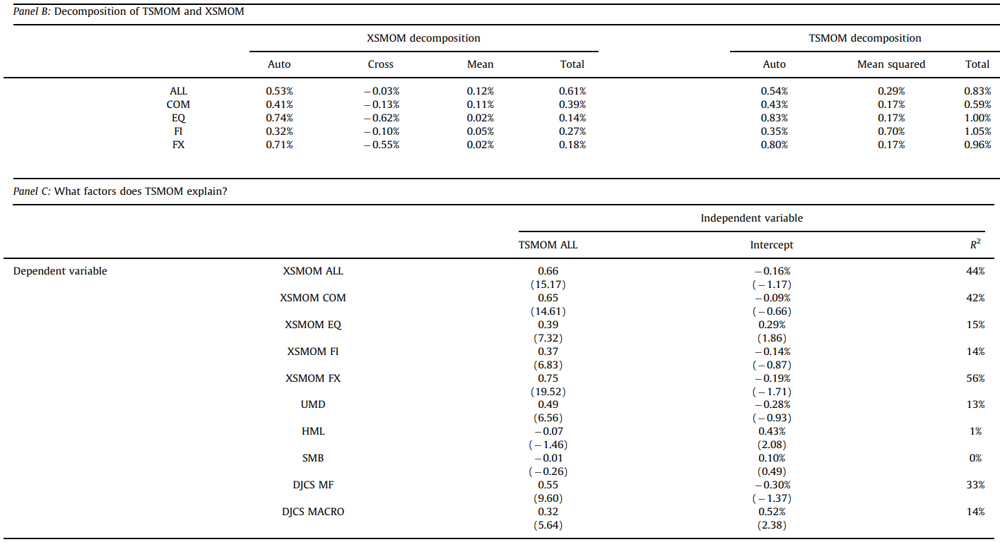 Panel B: Decomposition of TSMOM and XSMOM
XSMOM decomposition TSMOM decomposition
Auto Cross Mean Total Auto Mean squared Total
ALL 0.53% −0.03% 0.12% 0.61% 0.54% 0.29% 0.83%
COM 0.41% −0.13% 0.11% 0.39% 0.43% 0.17% 0.59%
EQ 0.74% −0.62% 0.02% 0.14% 0.83% 0.17% 1.00%
FI 0.32% −0.10% 0.05% 0.27% 0.35% 0.70% 1.05%
FX 0.71% −0.55% 0.02% 0.18% 0.80% 0.17% 0.96%
Panel C: What factors does TSMOM explain?
Independent variable
TSMOM ALL Intercept R²
Dependent variable XSMOM ALL 0.66 −0.16% 44%
(15.17) (−1.17)
XSMOM COM 0.65 −0.09% 42%
(14.61) (−0.66)
XSMOM EQ 0.39 0.29% 15%
(7.32) (1.86)
XSMOM FI 0.37 −0.14% 14%
(6.83) (−0.87)
XSMOM FX 0.75 −0.19% 56%
(19.52) (−1.71)
UMD 0.49 −0.28% 13%
(6.56) (−0.93)
HML −0.07 0.43% 1%
(−1.46) (2.08)
SMB −0.01 0.10% 0%
(−0.26) (0.49)
DJCS MF 0.55 −0.30% 33%
(9.60) (−1.37)
DJCS MACRO 0.32 0.52% 14%
(5.64) (2.38)